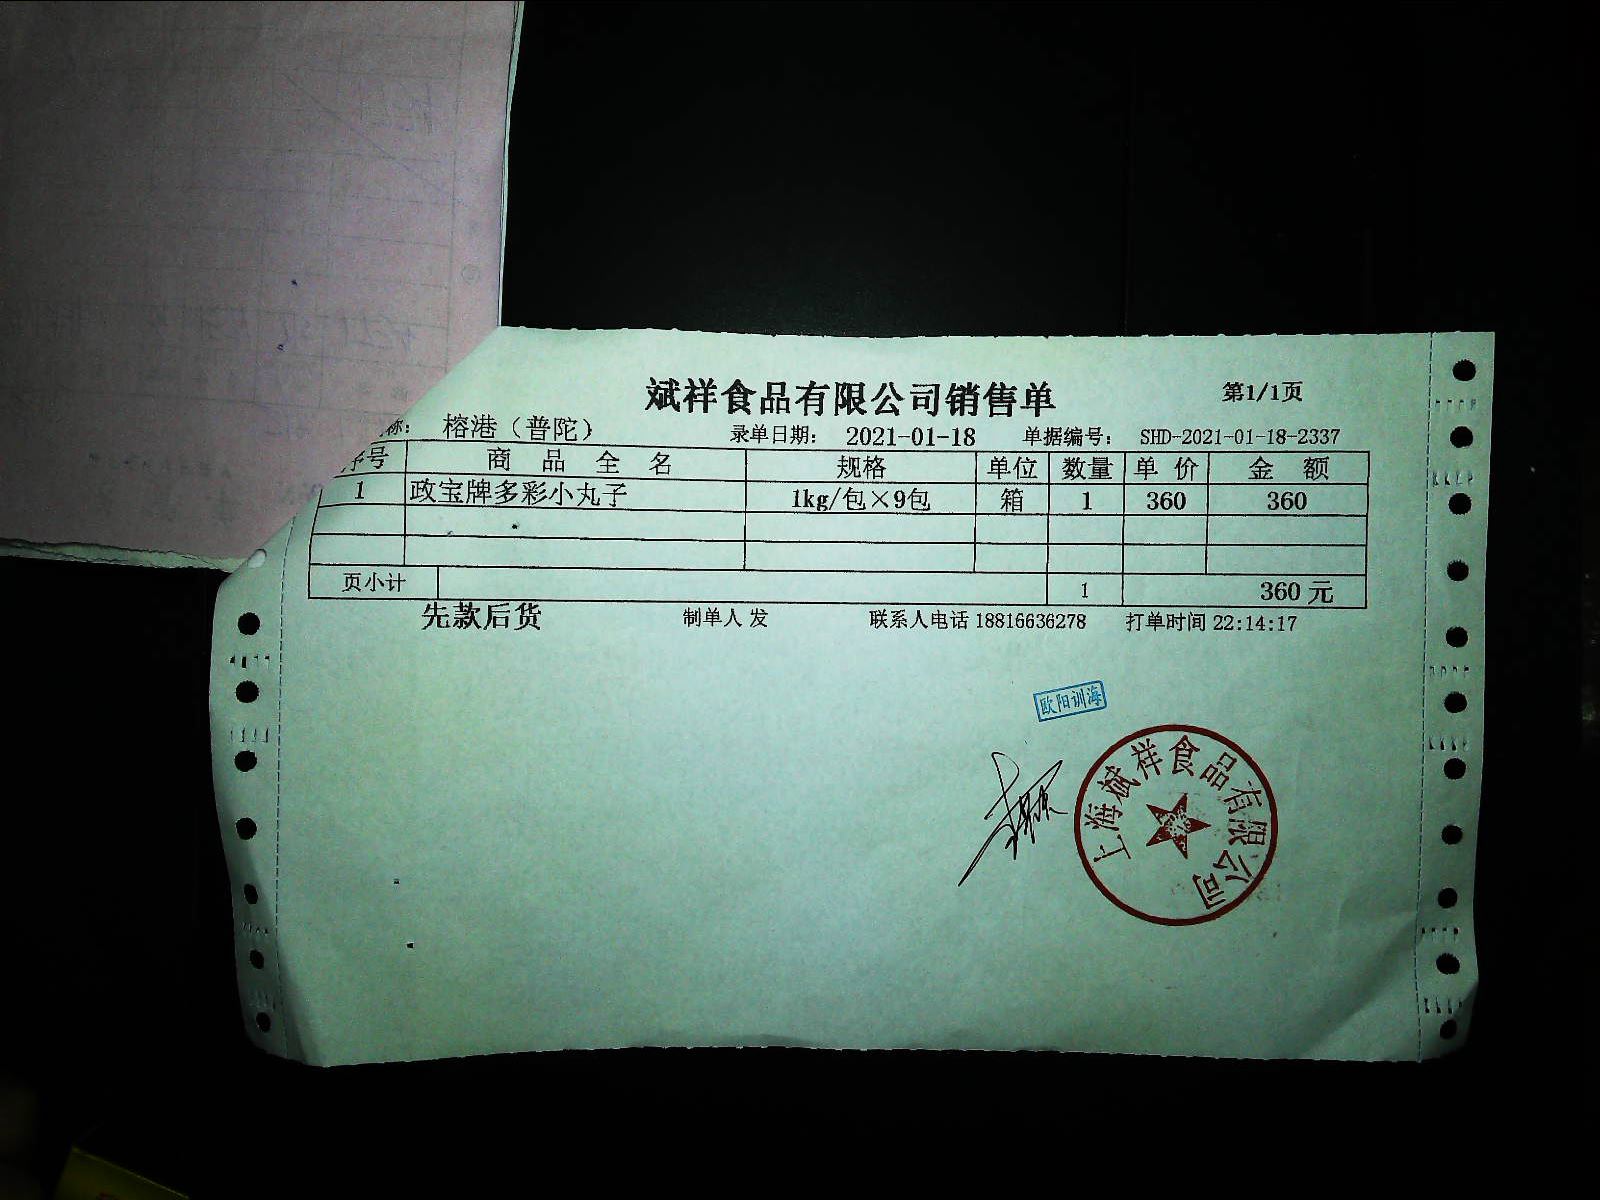 斌祥食品有限公司销售单
第1/1页
称： 榕港（普陀） 录单日期： 2021-01-18 单据编号： SHD-2021-01-18-2337
序号 商品全名 规格 单位 数量 单价 金额
1 政宝牌多彩小丸子 1kg/包×9包 箱 1 360 360
页小计 1 360 元
先款后货 制单人 发 联系人电话 18816636278 打单时间 22:14:17
欧阳训海
上海斌祥食品有限公司